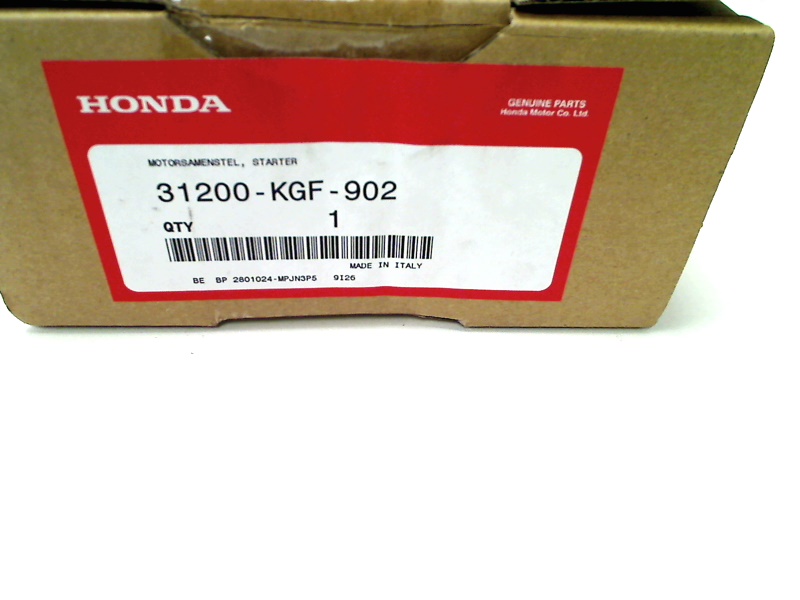 HONDA
GENUINE PARTS
Honda Motor Co. Ltd.
MOTORSAMENSTEL, STARTER
31200-KGF-902
QTY 1
MADE IN ITALY
BE BP 2801024-MPJN3P5 9I26